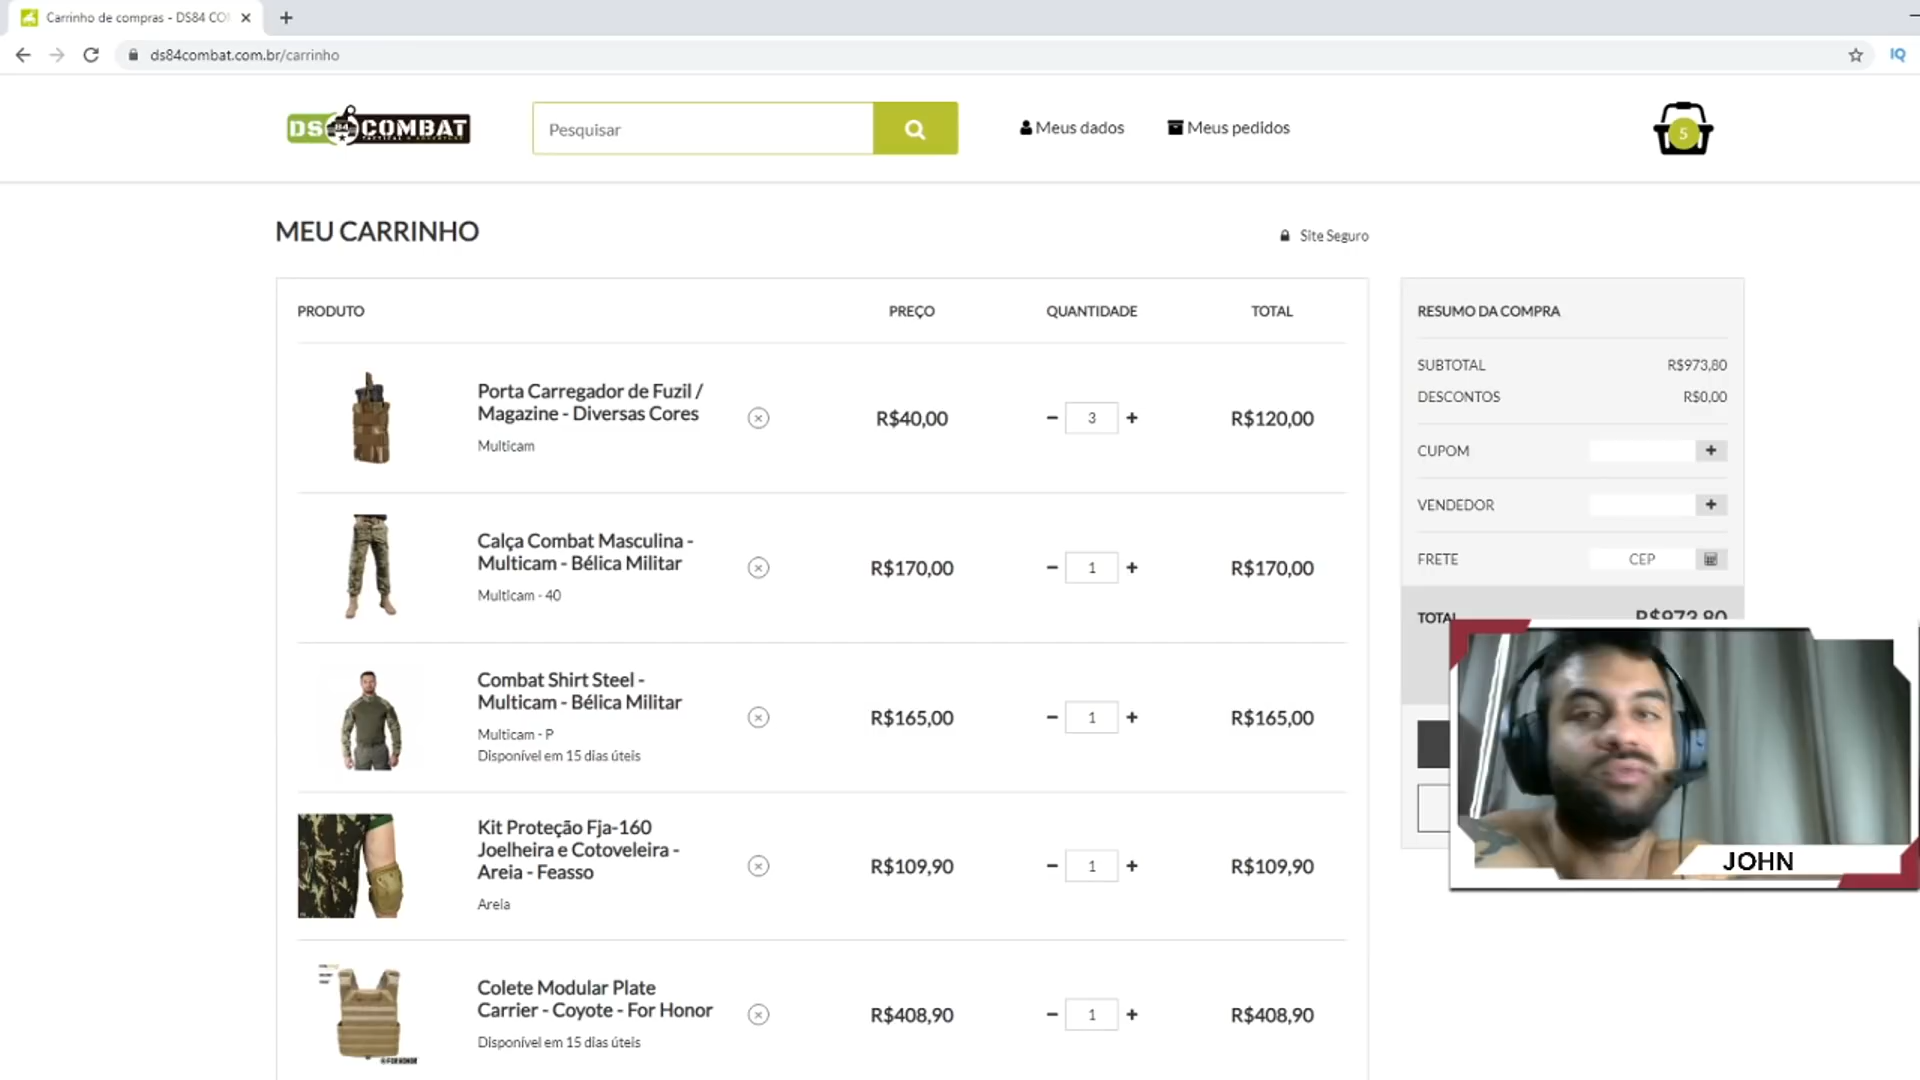 Carrinho de compras - DS84 CO
ds84combat.com.br/carrinho
IQ
DS 84 COMBAT
Pesquisar
Meus dados
Meus pedidos
5
MEU CARRINHO
Site Seguro
PRODUTO PREÇO QUANTIDADE TOTAL
Porta Carregador de Fuzil /
Magazine - Diversas Cores
Multicam
R$40,00 - 3 + R$120,00
Calça Combat Masculina -
Multicam - Bélica Militar
Multicam - 40
R$170,00 - 1 + R$170,00
Combat Shirt Steel -
Multicam - Bélica Militar
Multicam - P
Disponível em 15 dias úteis
R$165,00 - 1 + R$165,00
Kit Proteção Fja-160
Joelheira e Cotoveleira -
Areia - Feasso
Areia
R$109,90 - 1 + R$109,90
Colete Modular Plate
Carrier - Coyote - For Honor
Disponível em 15 dias úteis
R$408,90 - 1 + R$408,90
RESUMO DA COMPRA
SUBTOTAL R$973,80
DESCONTOS R$0,00
CUPOM +
VENDEDOR +
FRETE CEP
TOTAL R$973,80
JOHN